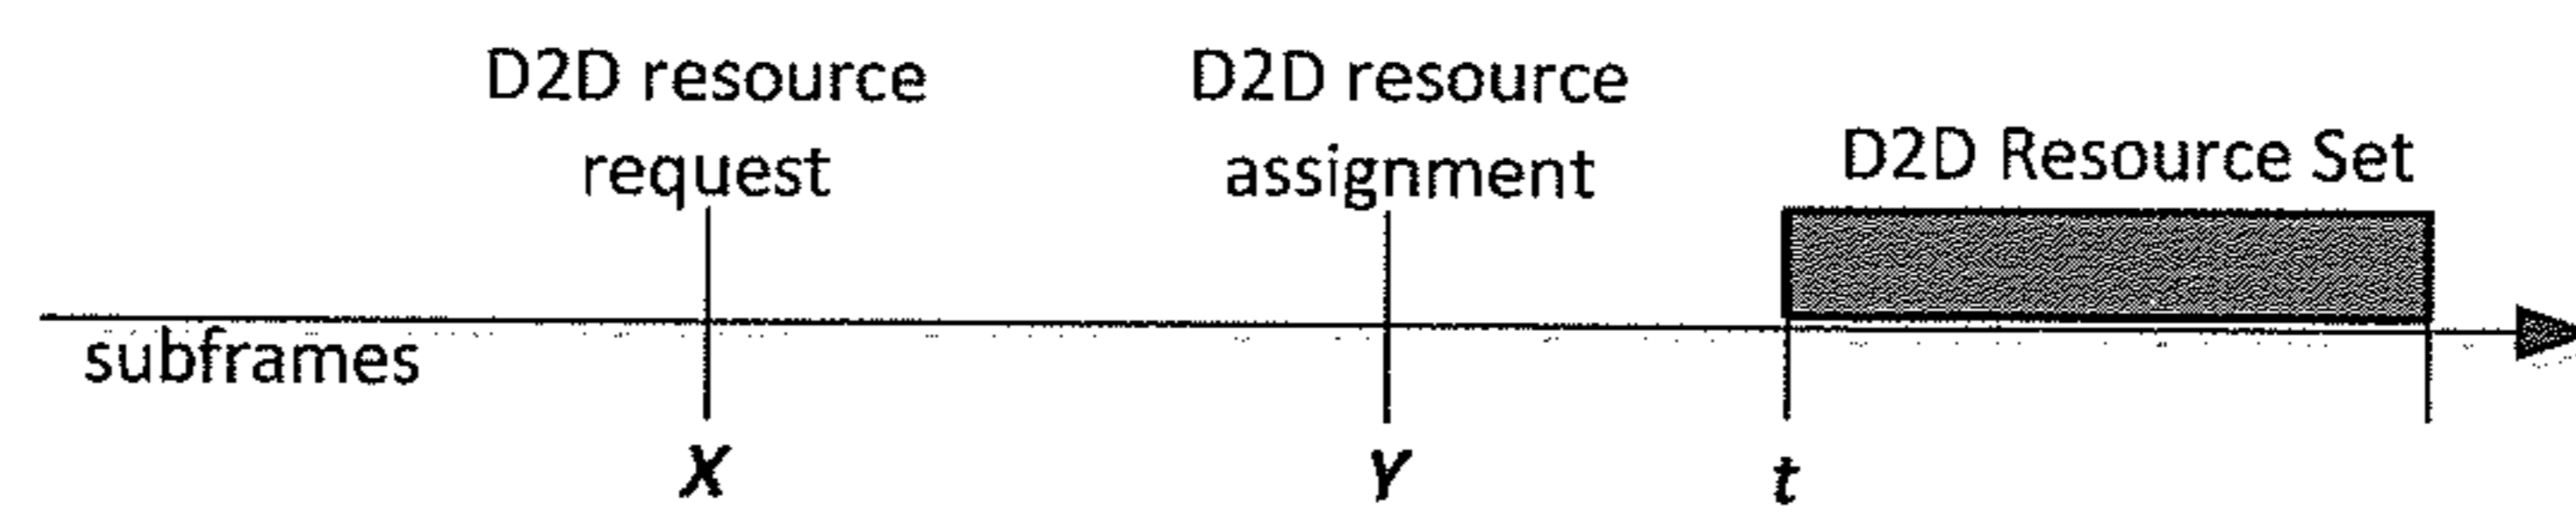 D2D resource
request
D2D resource
assignment
D2D Resource Set
subframes
X
Y
t